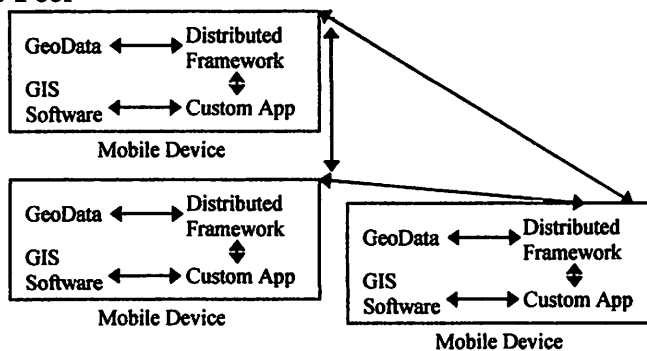 GeoData Distributed
Framework
GIS
Software Custom App
Mobile Device
GeoData Distributed
Framework
GIS
Software Custom App
Mobile Device
GeoData Distributed
Framework
GIS
Software Custom App
Mobile Device